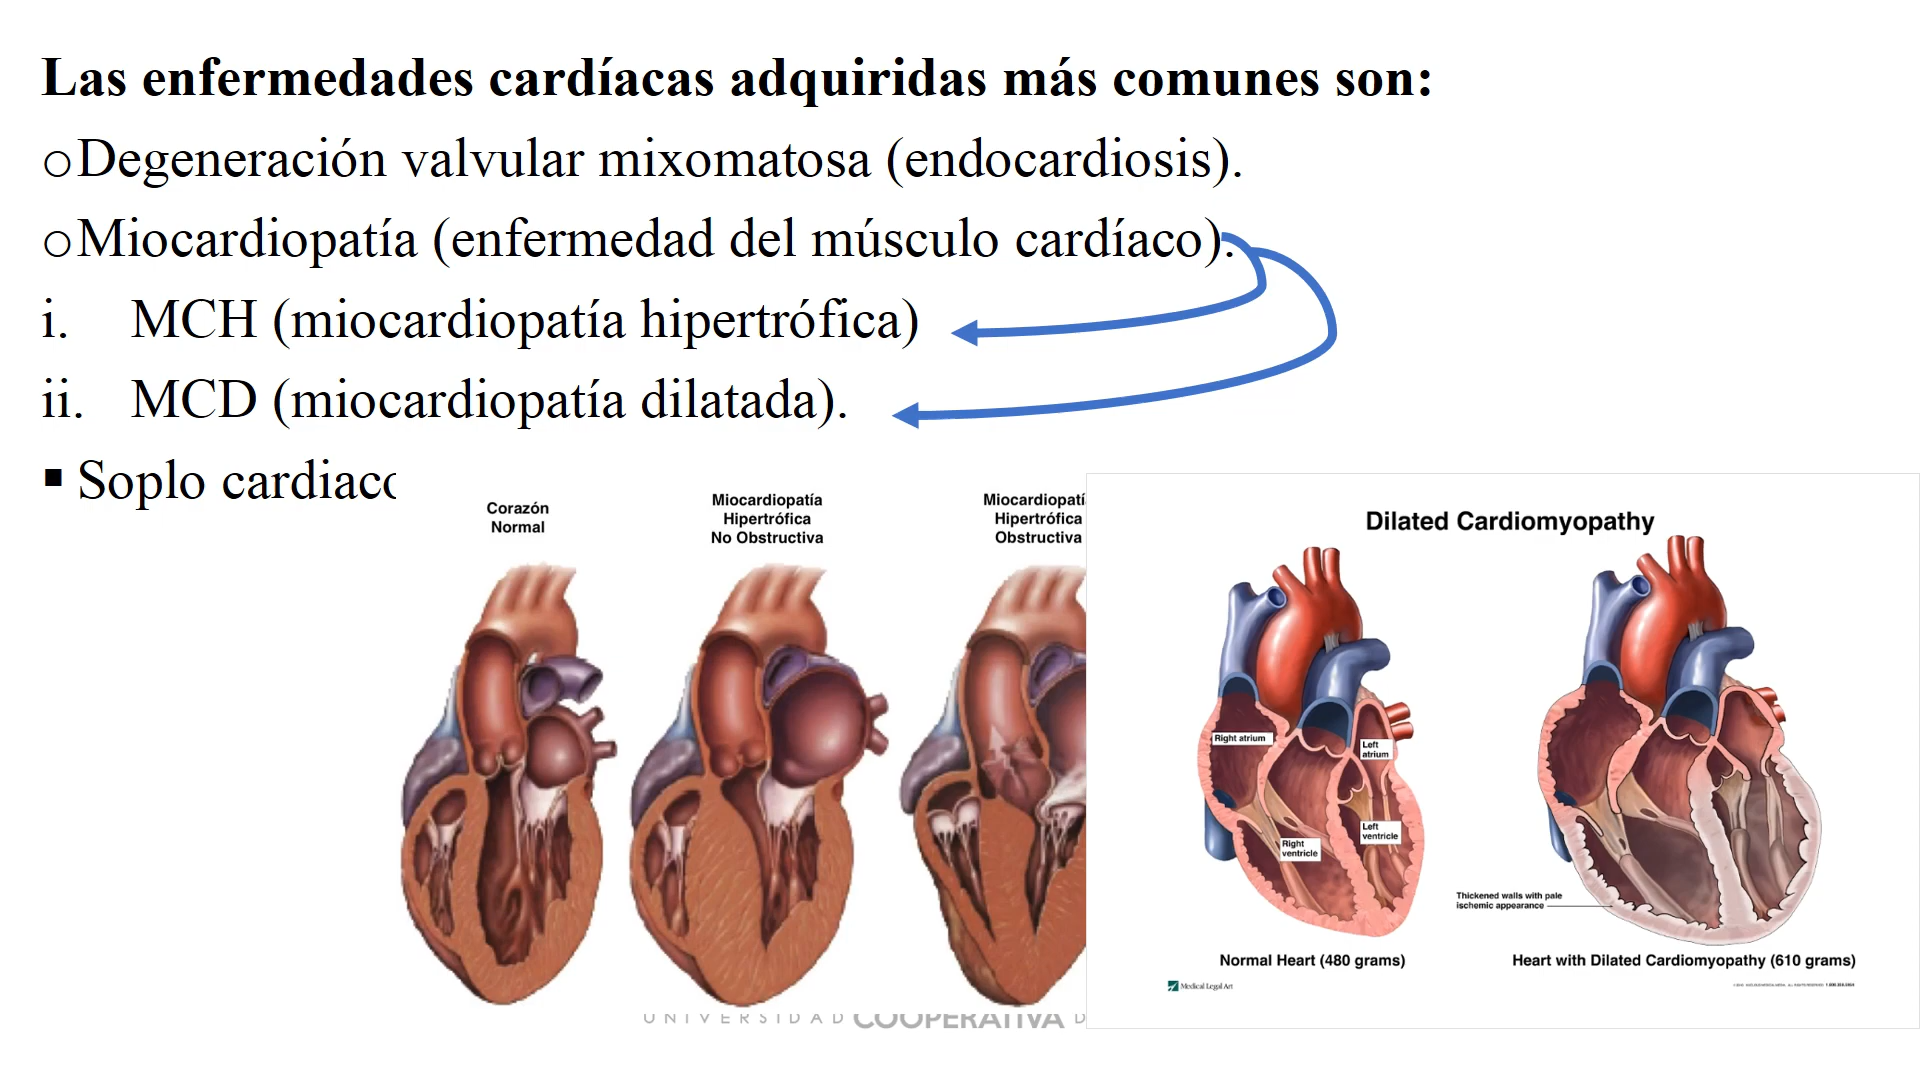 Las enfermedades cardíacas adquiridas más comunes son:
oDegeneración valvular mixomatosa (endocardiosis).
oMiocardiopatía (enfermedad del músculo cardíaco).
i. MCH (miocardiopatía hipertrófica)
ii. MCD (miocardiopatía dilatada).
▪ Soplo cardiaco
Corazón
Normal
Miocardiopatía
Hipertrófica
No Obstructiva
Miocardiopatí
Hipertrófica
Obstructiva
Dilated Cardiomyopathy
Right atrium
Left
atrium
Left
ventricle
Right
ventricle
Thickened walls with pale
ischemic appearance
Normal Heart (480 grams)
Heart with Dilated Cardiomyopathy (610 grams)
Medical Legal Art
UNIVERSIDAD COOPERATIVA D